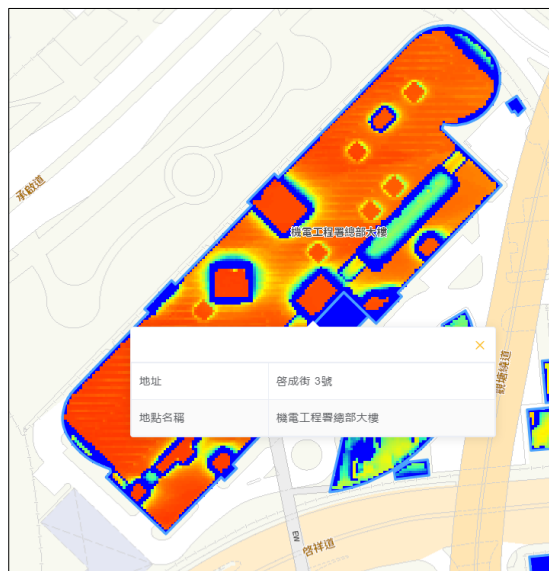 承啟道
機電工程署總部大樓
觀塘繞道
×
地址 啓成街 3號
地點名稱 機電工程署總部大樓
EW
啓祥道